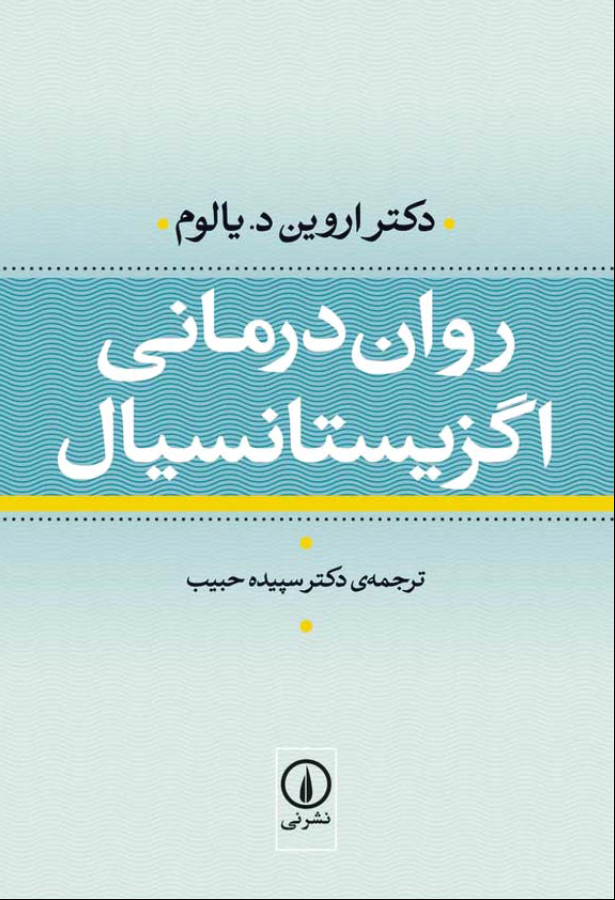 دکتر اروین د. یالوم
روان‌درمانی
اگزیستانسیال
ترجمه‌ی دکتر سپیده حبیب
نشرنی